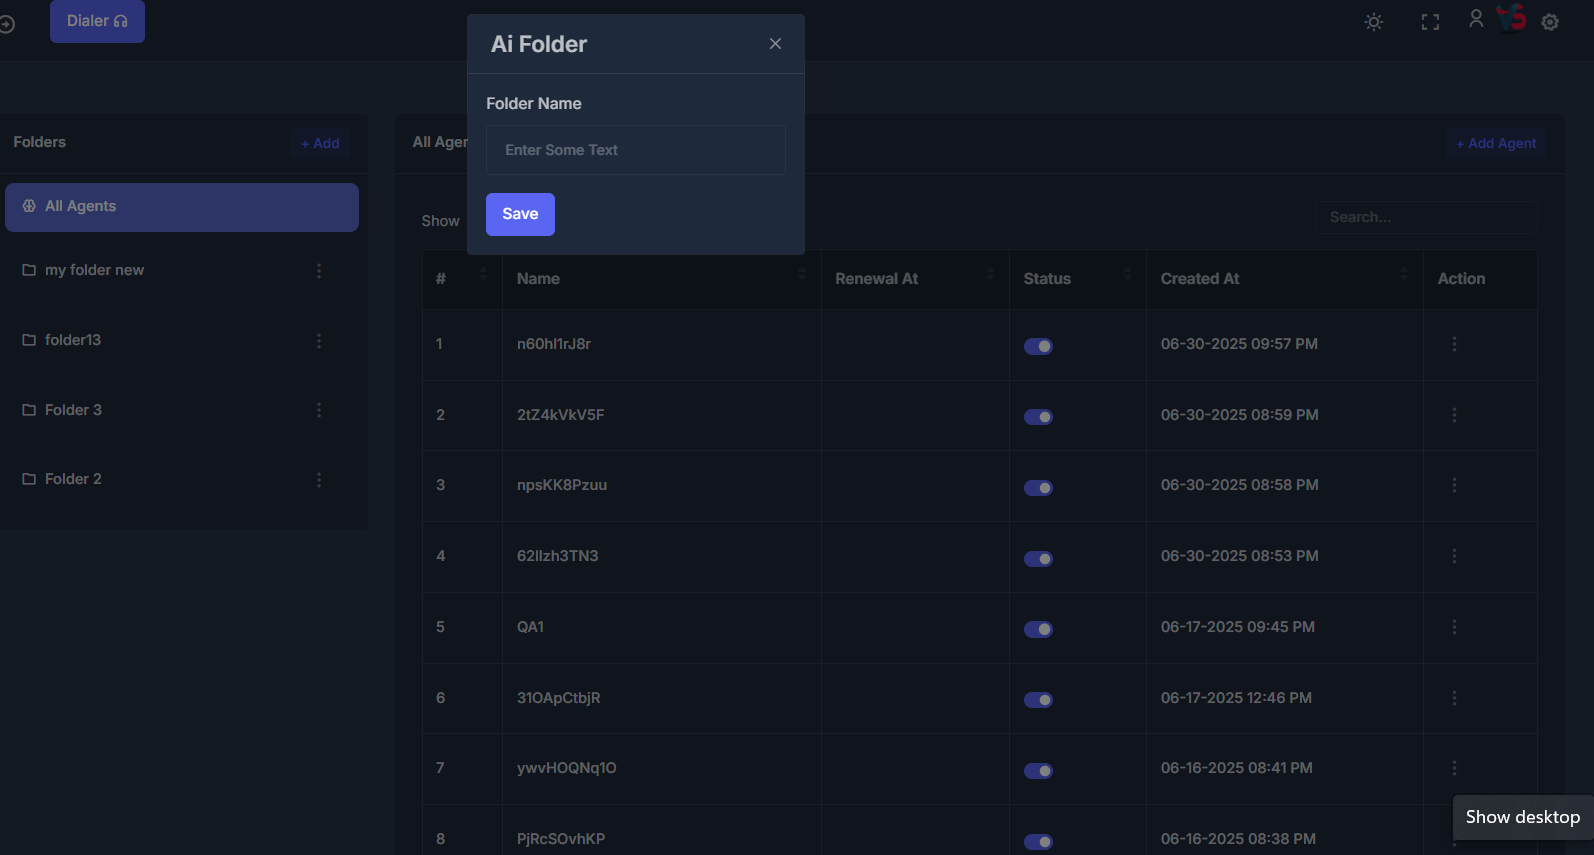 Dialer
Ai Folder
Folder Name
Enter Some Text
Save
Folders
+ Add
All Agents
my folder new
folder13
Folder 3
Folder 2
All Agen
+ Add Agent
Show
Search...
# Name Renewal At Status Created At Action
1 n60hl1rJ8r 06-30-2025 09:57 PM
2 2tZ4kVkV5F 06-30-2025 08:59 PM
3 npsKK8Pzuu 06-30-2025 08:58 PM
4 06-30-2025 08:53 PM
5 QA1 06-17-2025 09:45 PM
6 31OApCtbjR 06-17-2025 12:46 PM
7 ywvHOQNq1O 06-16-2025 08:41 PM
8 PjRcSOvhKP 06-16-2025 08:38 PM
Show desktop